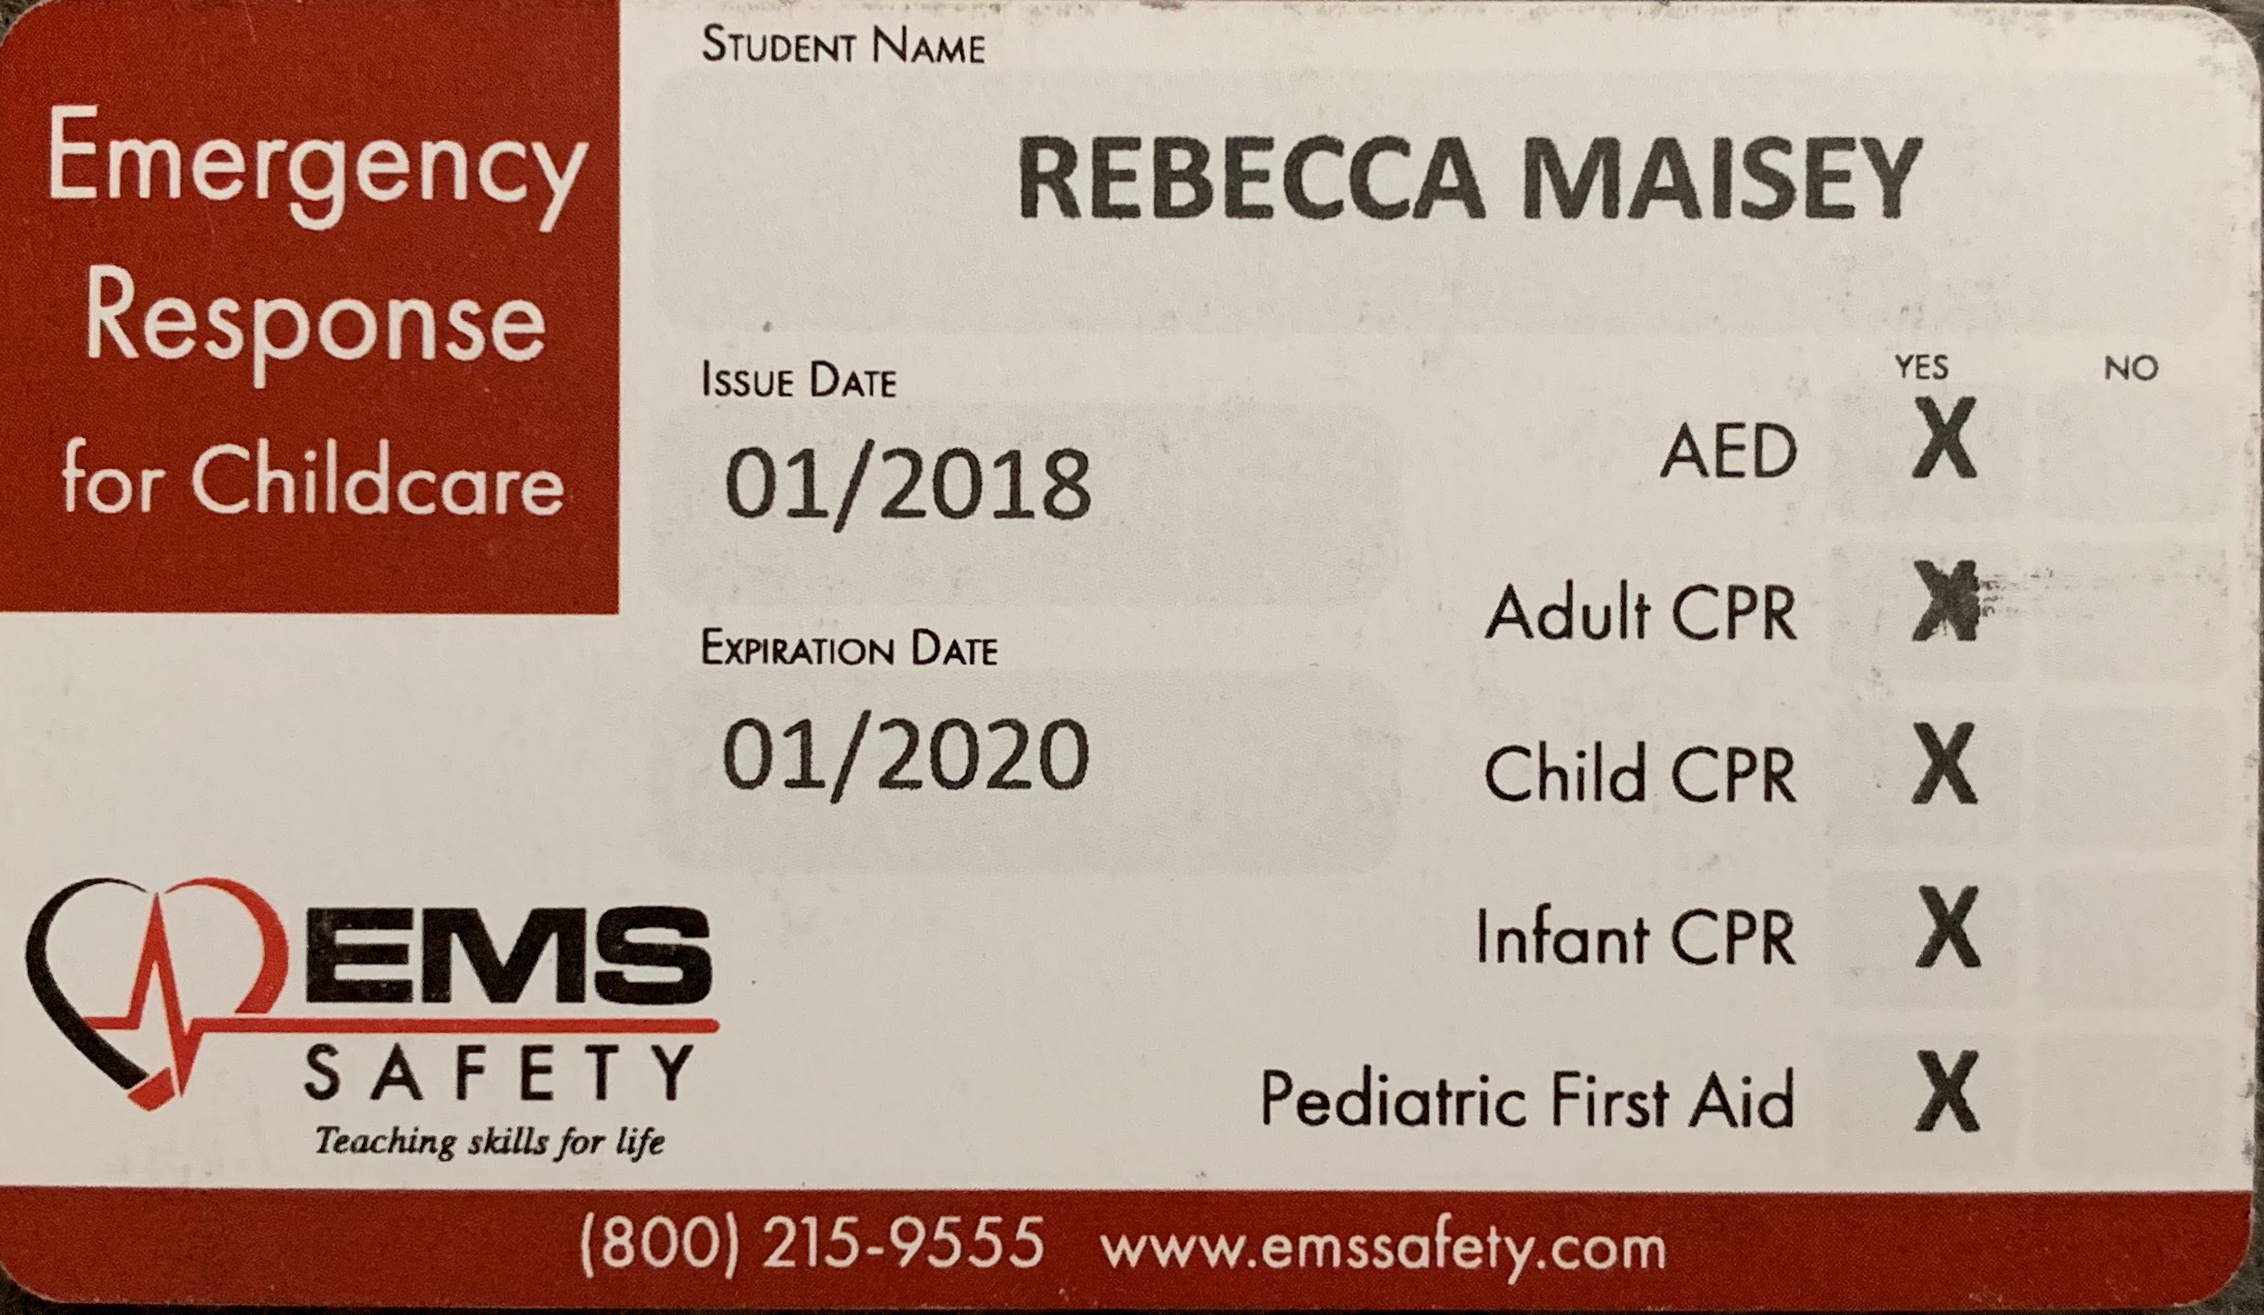 Emergency
Response
for Childcare
STUDENT NAME
REBECCA MAISEY
ISSUE DATE
01/2018
EXPIRATION DATE
01/2020
YES NO
AED X
Adult CPR X
Child CPR X
Infant CPR X
Pediatric First Aid X
EMS
SAFETY
Teaching skills for life
(800) 215-9555 www.emssafety.com